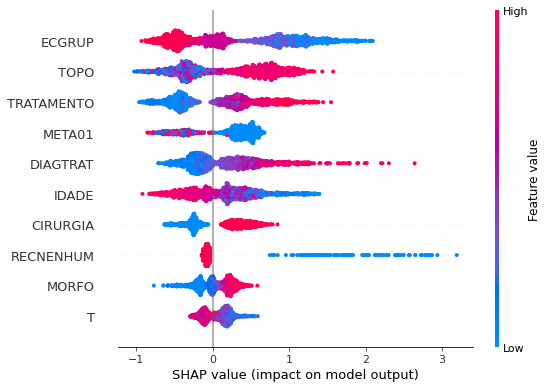 High
ECGRUP
TOPO
TRATAMENTO
META01
DIAGTRAT
IDADE
CIRURGIA
RECNENHUM
MORFO
T
Feature value
Low
−1 0 1 2 3
SHAP value (impact on model output)